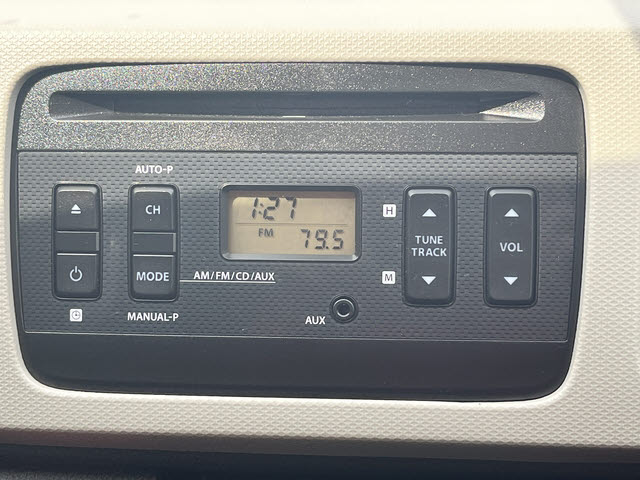 AUTO-P
CH
MODE
AM/FM/CD/AUX
MANUAL-P
1:27
FM
79.5
AUX
H
M
TUNE
TRACK
VOL